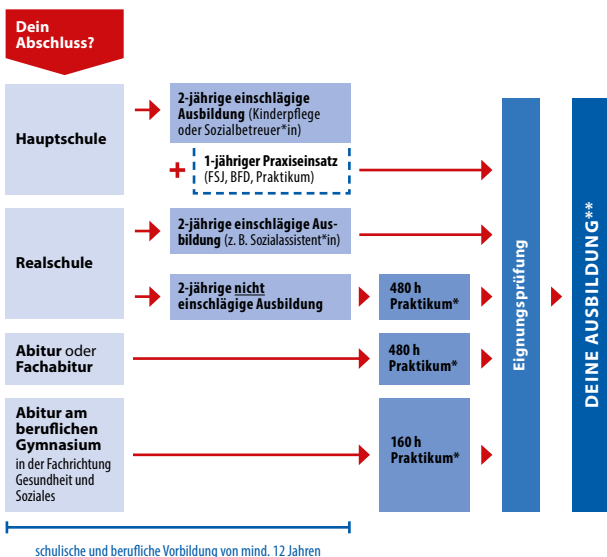 Dein
Abschluss?
Hauptschule
2-jährige einschlägige
Ausbildung (Kinderpflege
oder Sozialbetreuer*in)
+
1-jähriger Praxiseinsatz
(FSJ, BFD, Praktikum)
Realschule
2-jährige einschlägige Aus-
bildung (z. B. Sozialassistent*in)
2-jährige nicht
einschlägige Ausbildung
480 h
Praktikum*
Abitur oder
Fachabitur
480 h
Praktikum*
Abitur am
beruflichen
Gymnasium
in der Fachrichtung
Gesundheit und
Soziales
160 h
Praktikum*
Eignungsprüfung
DEINE AUSBILDUNG**
schulische und berufliche Vorbildung von mind. 12 Jahren